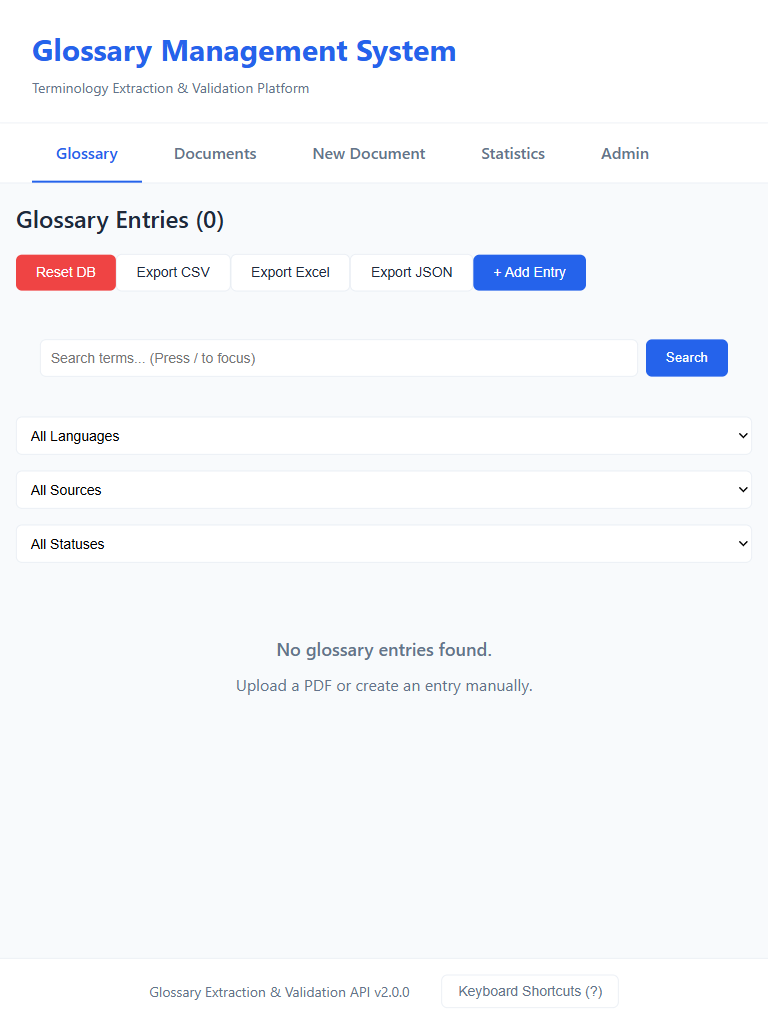 Glossary Management System
Terminology Extraction & Validation Platform
Glossary Documents New Document Statistics Admin
Glossary Entries (0)
Reset DB Export CSV Export Excel Export JSON + Add Entry
Search terms... (Press / to focus) Search
All Languages
All Sources
All Statuses
No glossary entries found.
Upload a PDF or create an entry manually.
Glossary Extraction & Validation API v2.0.0 Keyboard Shortcuts (?)